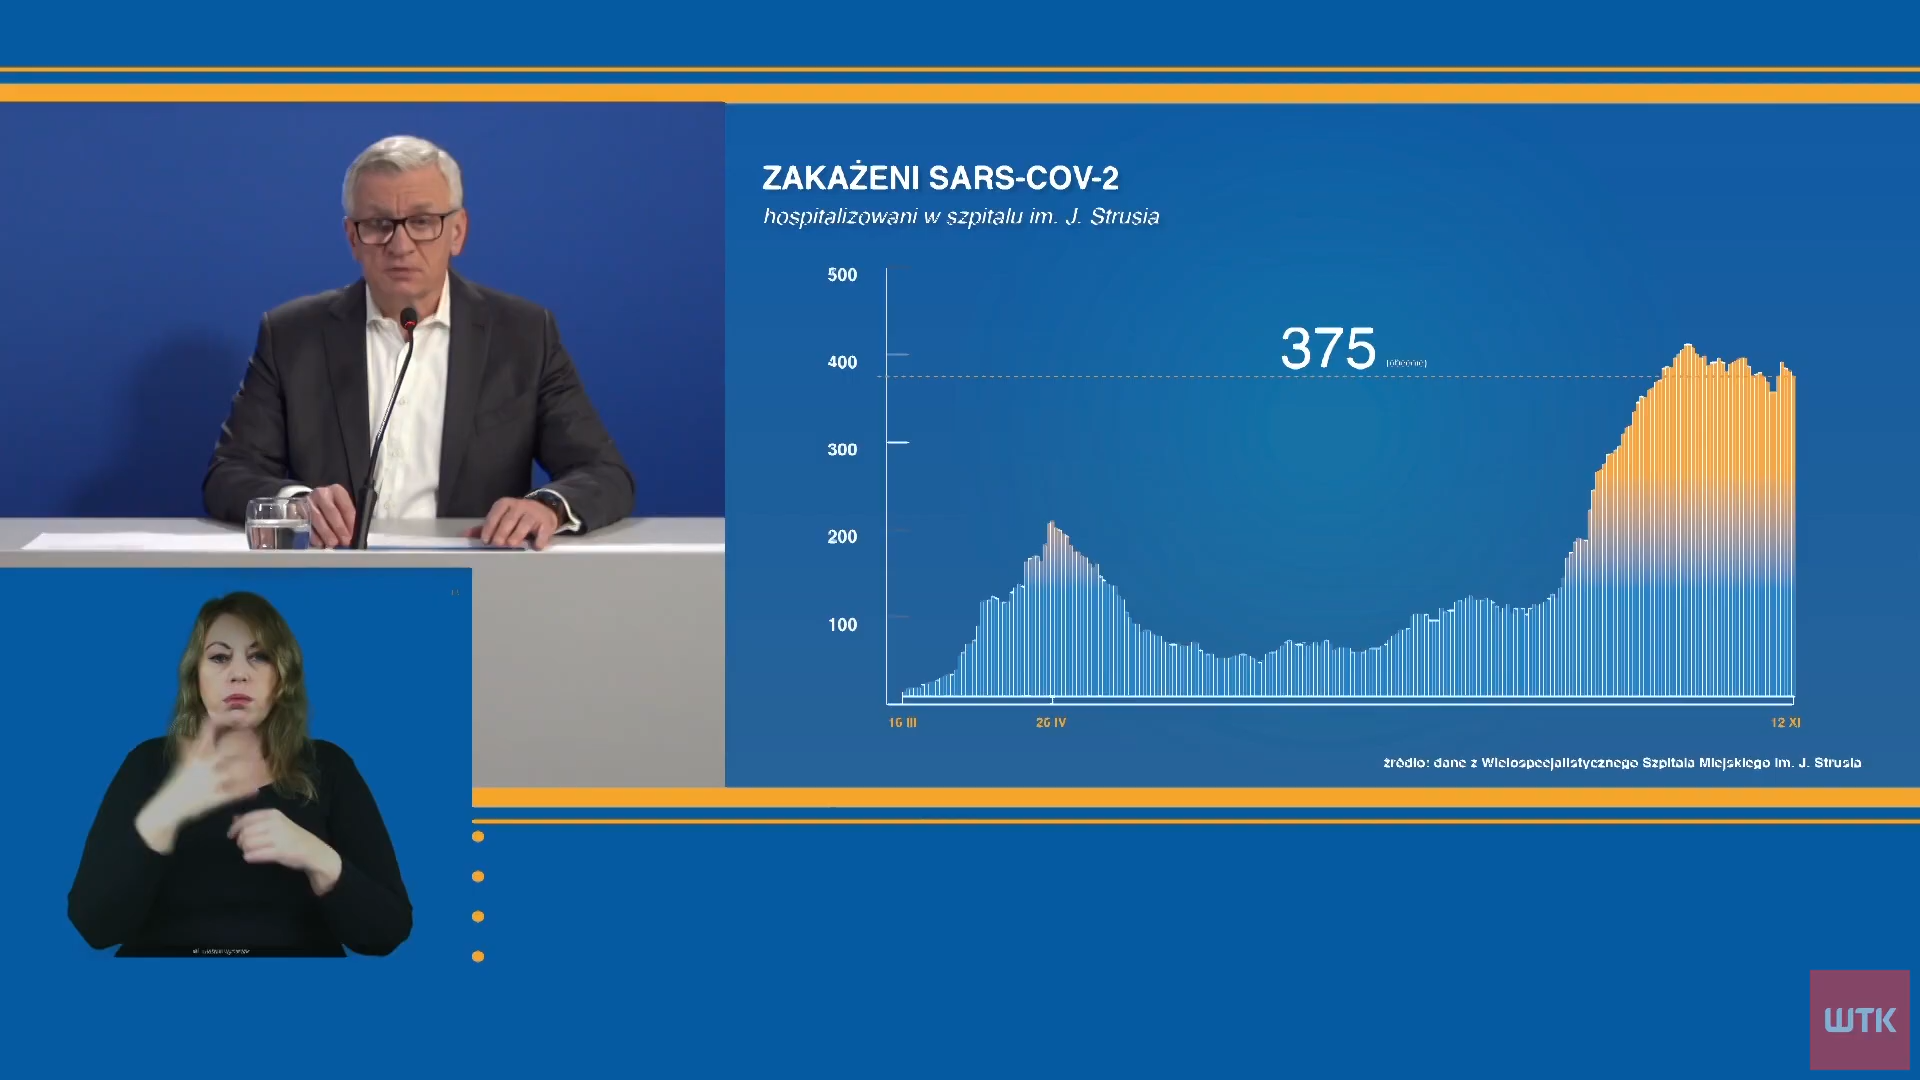 ZAKAŻENI SARS-COV-2
hospitalizowani w szpitalu im. J. Strusia
500
375 (obecnie)
400
300
200
100
16 III
26 IV
12 XI
źródło: dane z Wielospecjalistycznego Szpitala Miejskiego im. J. Strusia
WTK